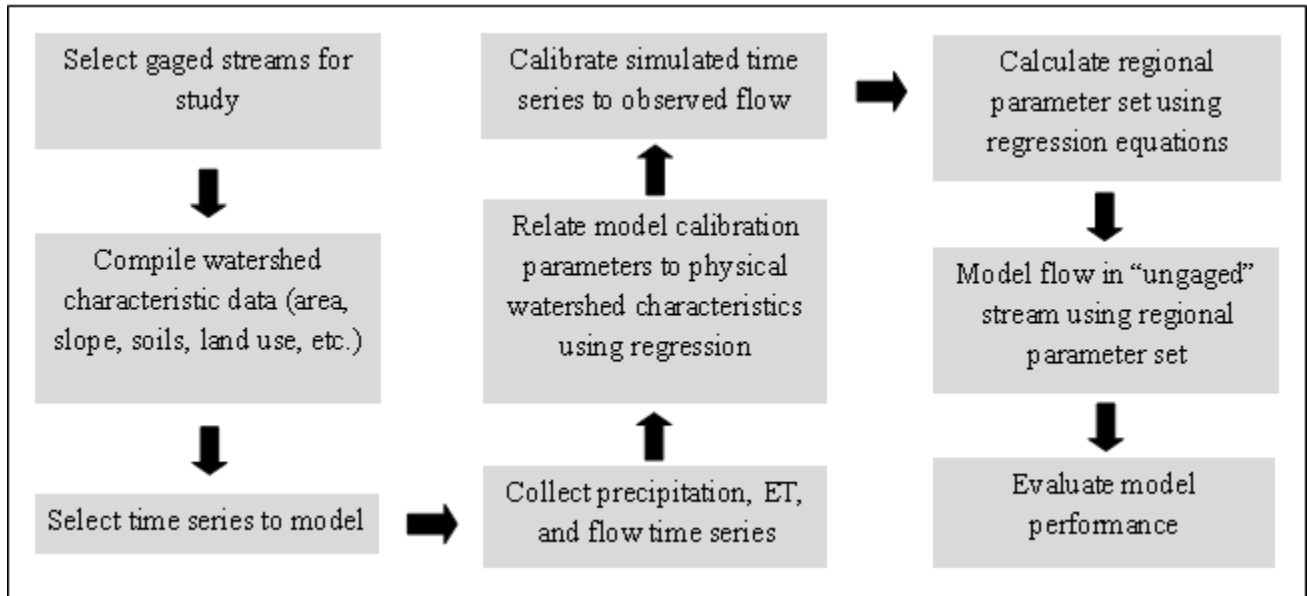 Select gaged streams for
study
Compile watershed
characteristic data (area,
slope, soils, land use, etc.)
Select time series to model
Collect precipitation, ET,
and flow time series
Relate model calibration
parameters to physical
watershed characteristics
using regression
Calibrate simulated time
series to observed flow
Calculate regional
parameter set using
regression equations
Model flow in “ungaged”
stream using regional
parameter set
Evaluate model
performance